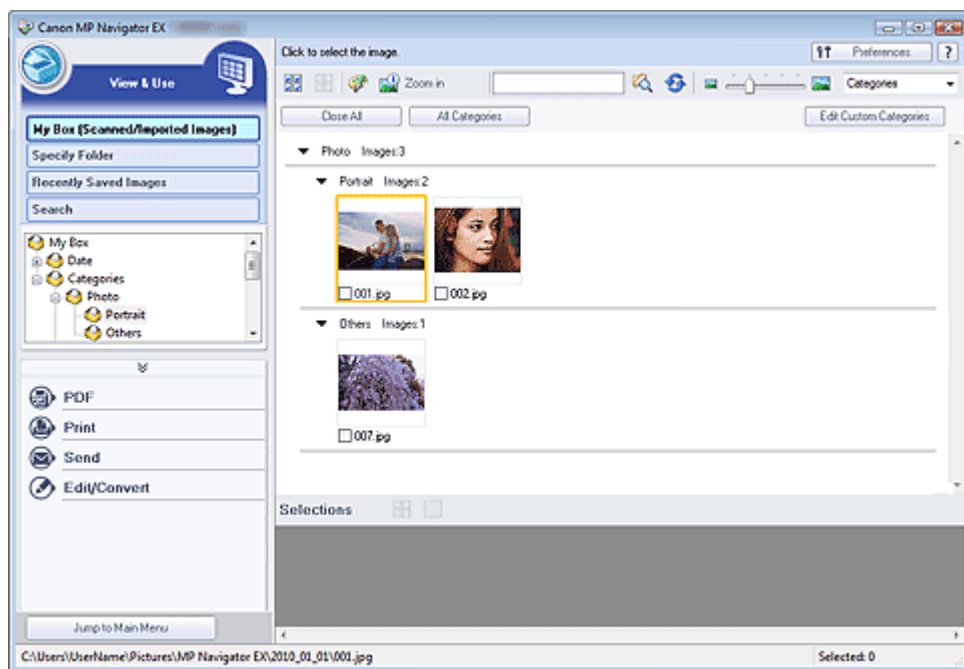 Canon MP Navigator EX
View & Use
Click to select the image.
Preferences
?
Zoom in
Categories
Close All
All Categories
Edit Custom Categories
My Box (Scanned/Imported Images)
Specify Folder
Recently Saved Images
Search
My Box
Date
Categories
Photo
Portrait
Others
PDF
Print
Send
Edit/Convert
Jump to Main Menu
Photo Images:3
Portrait Images:2
001.jpg
002.jpg
Others Images:1
007.jpg
Selections
C:\Users\UserName\Pictures\MP Navigator EX\2010_01_01\001.jpg
Selected: 0